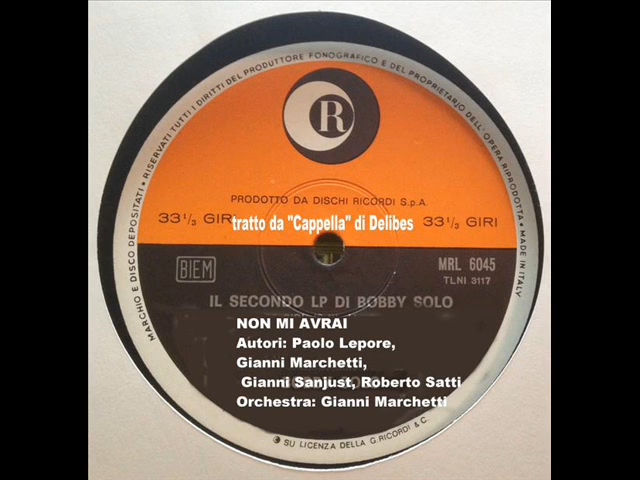 MARCHIO E DISCO DEPOSITATI • RISERVATI TUTTI I DIRITTI DEL PRODUTTORE FONOGRAFICO E DEL PROPRIETARIO DELL'OPERA RIPRODOTTA • MADE IN ITALY
R
PRODOTTO DA DISCHI RICORDI S.p.A
33 1/3 GIRI
tratto da "Cappella" di Delibes
33 1/3 GIRI
BIEM
MRL 6045
TLNI 3117
IL SECONDO LP DI BOBBY SOLO
NON MI AVRAI
Autori: Paolo Lepore,
Gianni Marchetti,
Gianni Sanjust, Roberto Satti
Orchestra: Gianni Marchetti
SU LICENZA DELLA G. RICORDI & C.